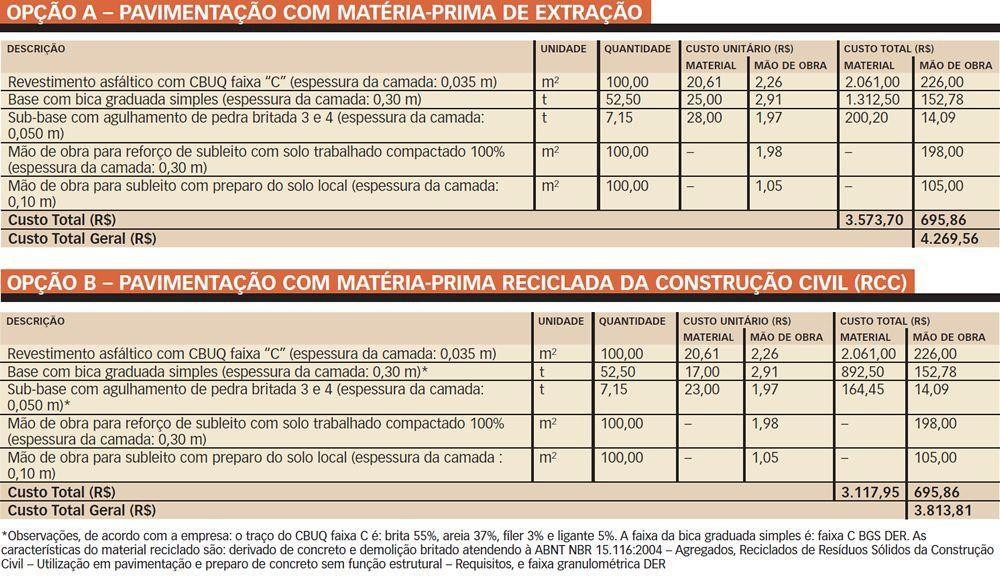 OPÇÃO A – PAVIMENTAÇÃO COM MATÉRIA-PRIMA DE EXTRAÇÃO
DESCRIÇÃO UNIDADE QUANTIDADE CUSTO UNITÁRIO (R$) CUSTO TOTAL (R$)
MATERIAL MÃO DE OBRA MATERIAL MÃO DE OBRA
Revestimento asfáltico com CBUQ faixa “C” (espessura da camada: 0,035 m) m² 100,00 20,61 2,26 2.061,00 226,00
Base com bica graduada simples (espessura da camada: 0,30 m) t 52,50 25,00 2,91 1.312,50 152,78
Sub-base com agulhamento de pedra britada 3 e 4 (espessura da camada: t 7,15 28,00 1,97 200,20 14,09
0,050 m)
Mão de obra para reforço de subleito com solo trabalhado compactado 100% m² 100,00 – 1,98 – 198,00
(espessura da camada: 0,30 m)
Mão de obra para subleito com preparo do solo local (espessura da camada: m² 100,00 – 1,05 – 105,00
0,10 m)
Custo Total (R$) 3.573,70 695,86
Custo Total Geral (R$) 4.269,56
OPÇÃO B – PAVIMENTAÇÃO COM MATÉRIA-PRIMA RECICLADA DA CONSTRUÇÃO CIVIL (RCC)
DESCRIÇÃO UNIDADE QUANTIDADE CUSTO UNITÁRIO (R$) CUSTO TOTAL (R$)
MATERIAL MÃO DE OBRA MATERIAL MÃO DE OBRA
Revestimento asfáltico com CBUQ faixa “C” (espessura da camada: 0,035 m) m² 100,00 20,61 2,26 2.061,00 226,00
Base com bica graduada simples (espessura da camada: 0,30 m)* t 52,50 17,00 2,91 892,50 152,78
Sub-base com agulhamento de pedra britada 3 e 4 (espessura da camada: t 7,15 23,00 1,97 164,45 14,09
0,050 m)*
Mão de obra para reforço de subleito com solo trabalhado compactado 100% m² 100,00 – 1,98 – 198,00
(espessura da camada: 0,30 m)
Mão de obra para subleito com preparo do solo local (espessura da camada : m² 100,00 – 1,05 – 105,00
0,10 m)
Custo Total (R$) 3.117,95 695,86
Custo Total Geral (R$) 3.813,81
*Observações, de acordo com a empresa: o traço do CBUQ faixa C é: brita 55%, areia 37%, fíler 3% e ligante 5%. A faixa da bica graduada simples é: faixa C BGS DER. As
características do material reciclado são: derivado de concreto e demolição britado atendendo à ABNT NBR 15.116:2004 – Agregados, Reciclados de Resíduos Sólidos da Construção
Civil – Utilização em pavimentação e preparo de concreto sem função estrutural – Requisitos, e faixa granulométrica DER